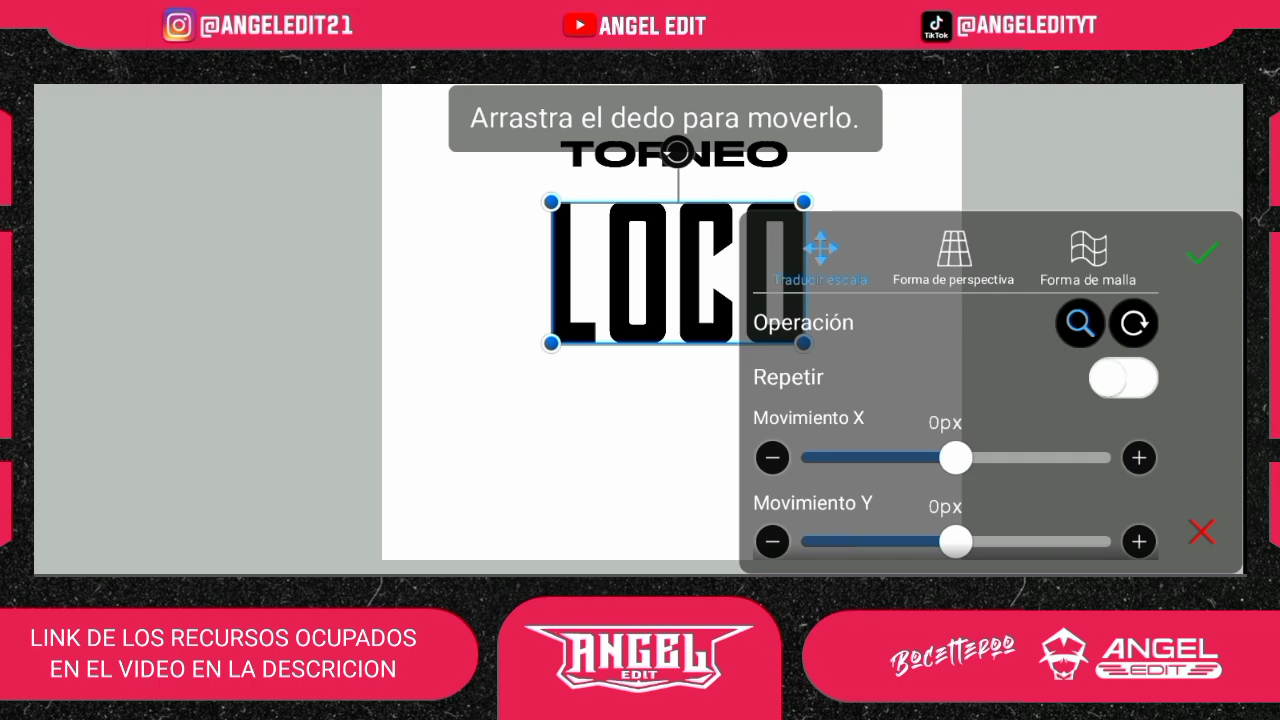 @ANGELEDIT21
ANGEL EDIT
TikTok
@ANGELEDITYT
Arrastra el dedo para moverlo.
TORNEO
LOCO
Traducir escala
Forma de perspectiva
Forma de malla
Operación
Repetir
Movimiento X
0px
Movimiento Y
0px
LINK DE LOS RECURSOS OCUPADOS
EN EL VIDEO EN LA DESCRICION
ANGEL
EDIT
BOCETTEROO
ANGEL
EDIT